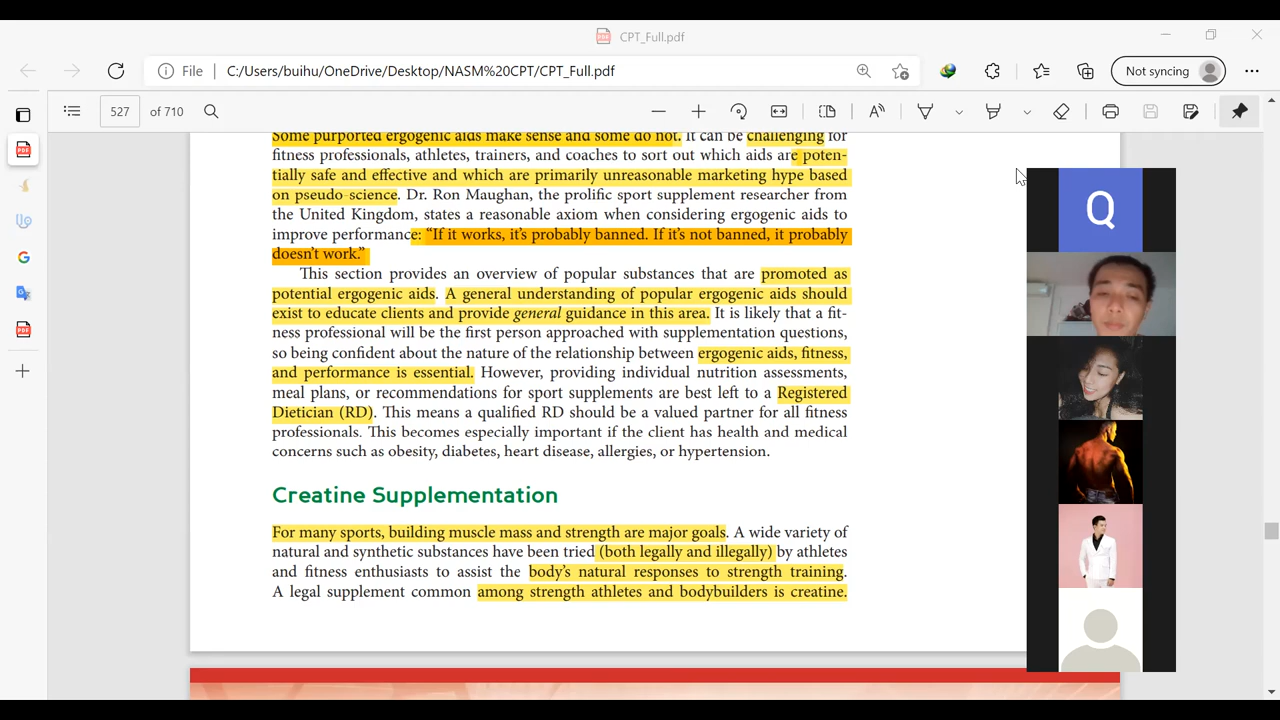 CPT_Full.pdf
File
C:/Users/buihu/OneDrive/Desktop/NASM%20CPT/CPT_Full.pdf
Not syncing
527 of 710
Some purported ergogenic aids make sense and some do not. It can be challenging for
fitness professionals, athletes, trainers, and coaches to sort out which aids are poten-
tially safe and effective and which are primarily unreasonable marketing hype based
on pseudo-science. Dr. Ron Maughan, the prolific sport supplement researcher from
the United Kingdom, states a reasonable axiom when considering ergogenic aids to
improve performance: “If it works, it’s probably banned. If it’s not banned, it probably
doesn’t work.”
This section provides an overview of popular substances that are promoted as
potential ergogenic aids. A general understanding of popular ergogenic aids should
exist to educate clients and provide general guidance in this area. It is likely that a fit-
ness professional will be the first person approached with supplementation questions,
so being confident about the nature of the relationship between ergogenic aids, fitness,
and performance is essential. However, providing individual nutrition assessments,
meal plans, or recommendations for sport supplements are best left to a Registered
Dietician (RD). This means a qualified RD should be a valued partner for all fitness
professionals. This becomes especially important if the client has health and medical
concerns such as obesity, diabetes, heart disease, allergies, or hypertension.
Creatine Supplementation
For many sports, building muscle mass and strength are major goals. A wide variety of
natural and synthetic substances have been tried (both legally and illegally) by athletes
and fitness enthusiasts to assist the body’s natural responses to strength training.
A legal supplement common among strength athletes and bodybuilders is creatine.
Q